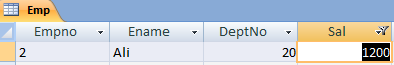 Emp
Empno Ename DeptNo Sal
2 Ali 20 1200